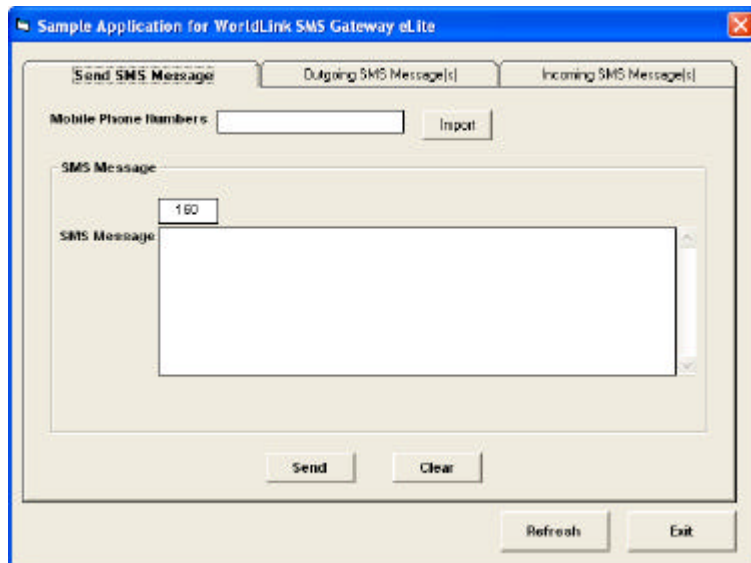 Sample Application for WorldLink SMS Gateway eLite
Send SMS Message
Outgoing SMS Message(s)
Incoming SMS Message(s)
Mobile Phone Numbers
Import
SMS Message
160
SMS Message
Send
Clear
Refresh
Exit